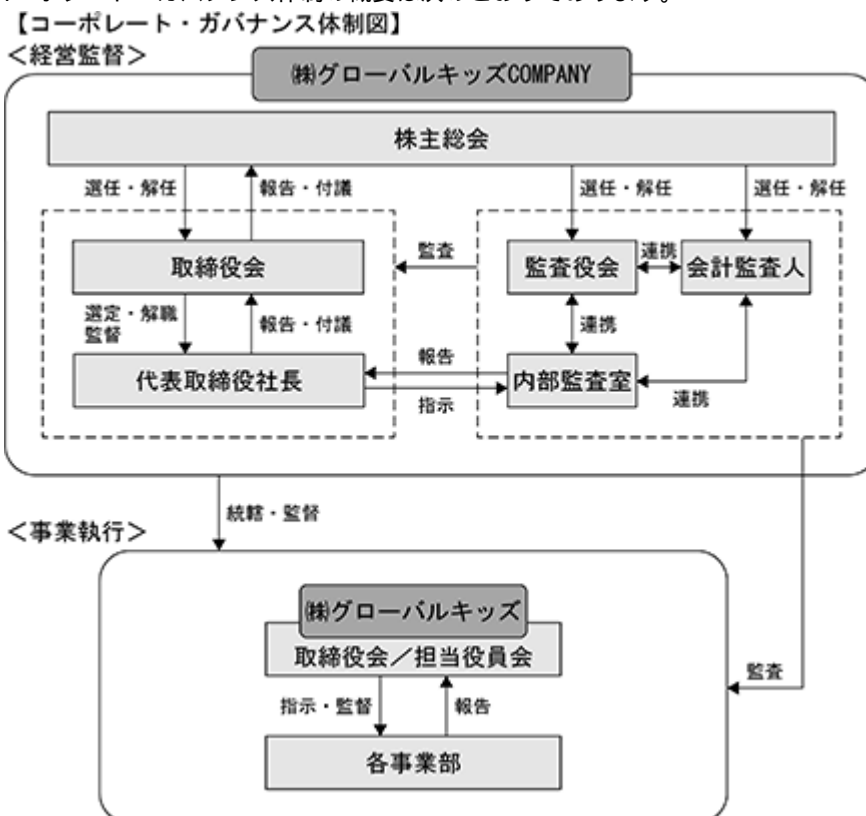 【コーポレート・ガバナンス体制図】
＜経営監督＞
㈱グローバルキッズCOMPANY
株主総会
選任・解任
報告・付議
選任・解任
選任・解任
取締役会
監査
監査役会
連携
会計監査人
選定・解職
監督
報告・付議
連携
代表取締役社長
報告
指示
内部監査室
連携
統轄・監督
＜事業執行＞
㈱グローバルキッズ
取締役会／担当役員会
監査
指示・監督
報告
各事業部